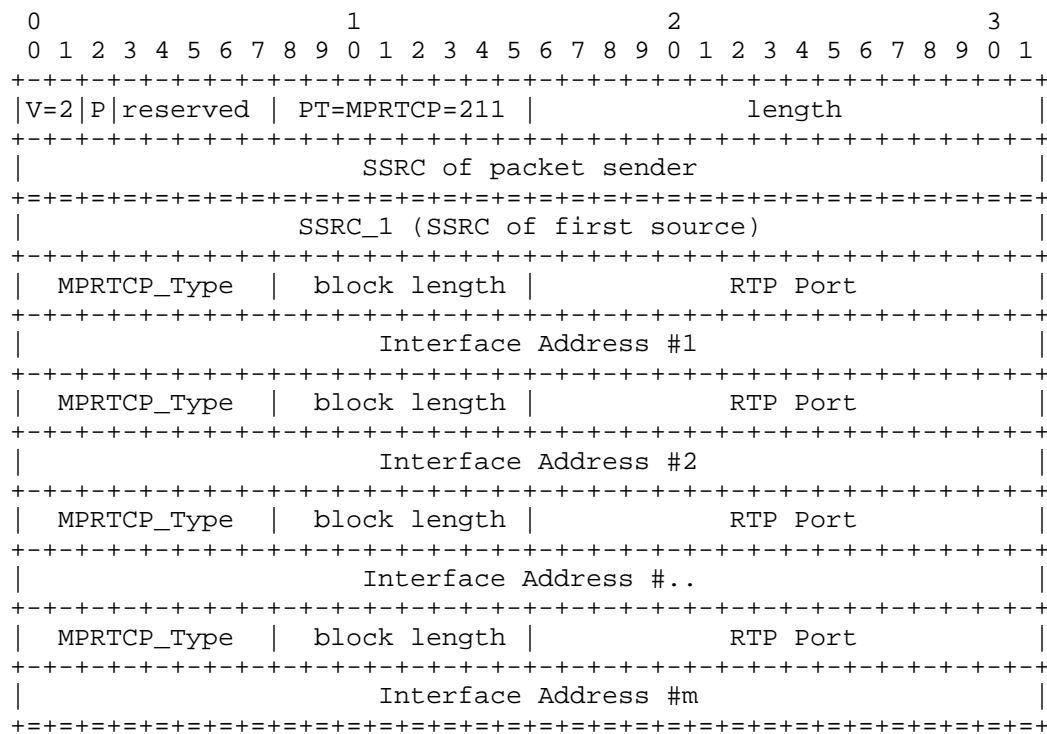 0                   1                   2                   3
 0 1 2 3 4 5 6 7 8 9 0 1 2 3 4 5 6 7 8 9 0 1 2 3 4 5 6 7 8 9 0 1
+-+-+-+-+-+-+-+-+-+-+-+-+-+-+-+-+-+-+-+-+-+-+-+-+-+-+-+-+-+-+-+-+
|V=2|P|reserved | PT=MPRTCP=211 |             length            |
+-+-+-+-+-+-+-+-+-+-+-+-+-+-+-+-+-+-+-+-+-+-+-+-+-+-+-+-+-+-+-+-+
|                     SSRC of packet sender                     |
+=+=+=+=+=+=+=+=+=+=+=+=+=+=+=+=+=+=+=+=+=+=+=+=+=+=+=+=+=+=+=+=+
|                 SSRC_1 (SSRC of first source)                 |
+-+-+-+-+-+-+-+-+-+-+-+-+-+-+-+-+-+-+-+-+-+-+-+-+-+-+-+-+-+-+-+-+
|  MPRTCP_Type  |  block length |            RTP Port           |
+-+-+-+-+-+-+-+-+-+-+-+-+-+-+-+-+-+-+-+-+-+-+-+-+-+-+-+-+-+-+-+-+
|                      Interface Address #1                     |
+-+-+-+-+-+-+-+-+-+-+-+-+-+-+-+-+-+-+-+-+-+-+-+-+-+-+-+-+-+-+-+-+
|  MPRTCP_Type  |  block length |            RTP Port           |
+-+-+-+-+-+-+-+-+-+-+-+-+-+-+-+-+-+-+-+-+-+-+-+-+-+-+-+-+-+-+-+-+
|                      Interface Address #2                     |
+-+-+-+-+-+-+-+-+-+-+-+-+-+-+-+-+-+-+-+-+-+-+-+-+-+-+-+-+-+-+-+-+
|  MPRTCP_Type  |  block length |            RTP Port           |
+-+-+-+-+-+-+-+-+-+-+-+-+-+-+-+-+-+-+-+-+-+-+-+-+-+-+-+-+-+-+-+-+
|                     Interface Address #..                     |
+-+-+-+-+-+-+-+-+-+-+-+-+-+-+-+-+-+-+-+-+-+-+-+-+-+-+-+-+-+-+-+-+
|  MPRTCP_Type  |  block length |            RTP Port           |
+-+-+-+-+-+-+-+-+-+-+-+-+-+-+-+-+-+-+-+-+-+-+-+-+-+-+-+-+-+-+-+-+
|                      Interface Address #m                     |
+=+=+=+=+=+=+=+=+=+=+=+=+=+=+=+=+=+=+=+=+=+=+=+=+=+=+=+=+=+=+=+=+